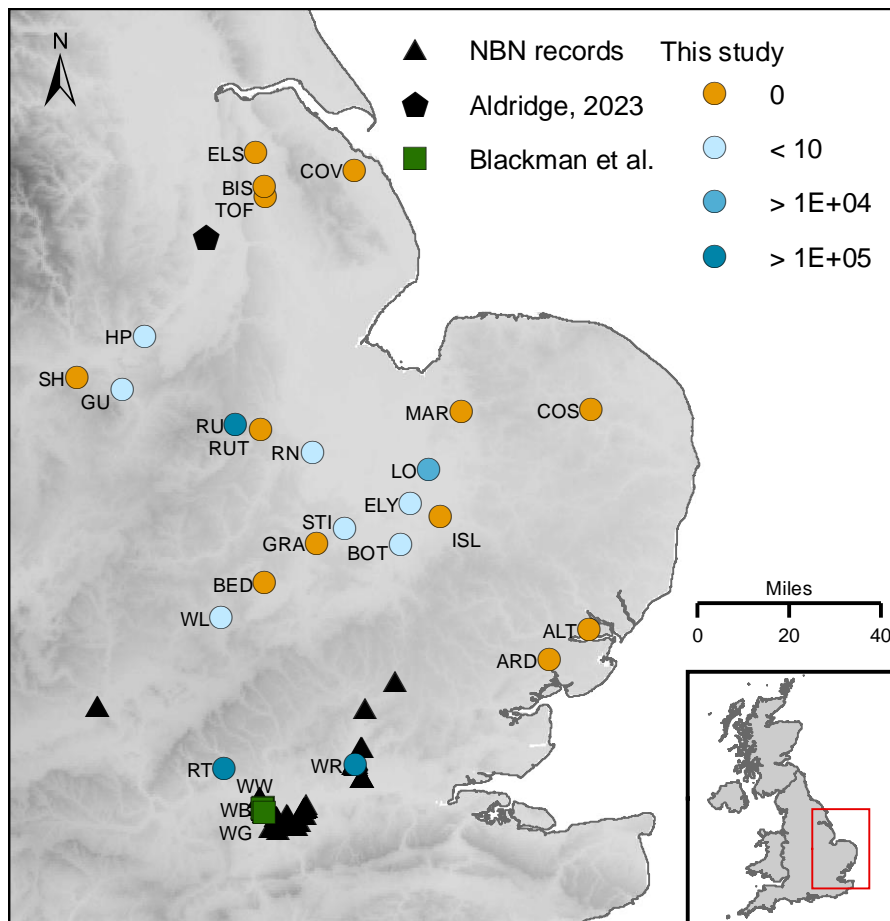 N
NBN records
Aldridge, 2023
Blackman et al.
This study
0
< 10
> 1E+04
> 1E+05
ELS
COV
BIS
TOF
HP
SH
GU
MAR
COS
RU
RUT
RN
LO
ELY
STI
ISL
GRA
BOT
BED
WL
ALT
ARD
Miles
0 20 40
RT
WR
WW
WB
WG